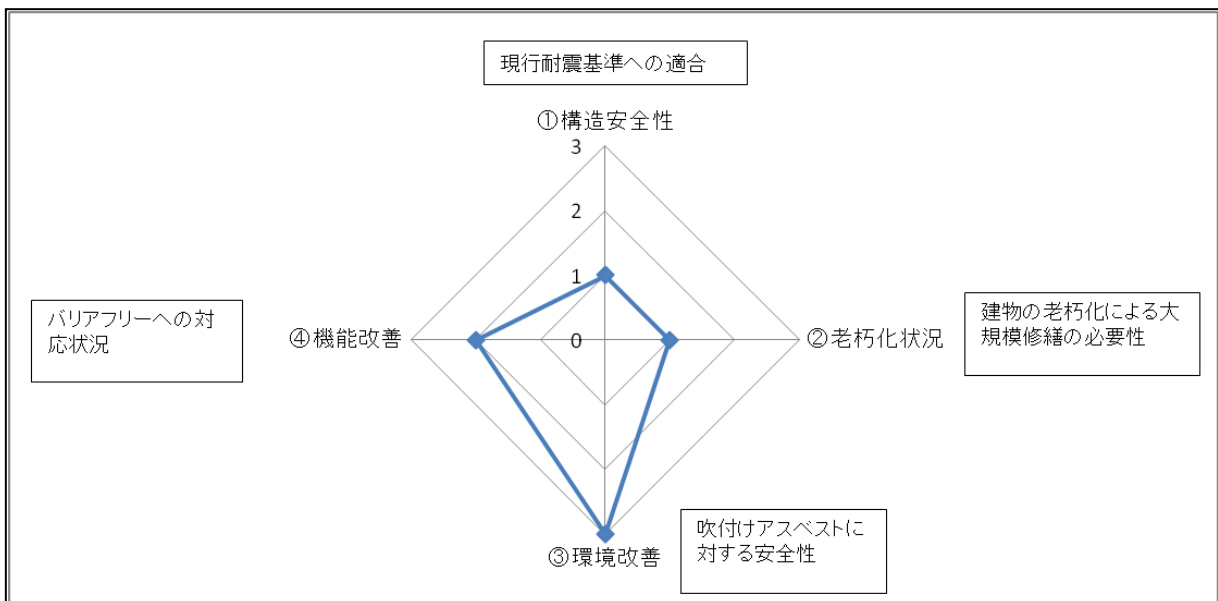 現行耐震基準への適合
①構造安全性
3
2
1
0
バリアフリーへの対
応状況
④機能改善
②老朽化状況
建物の老朽化による大
規模修繕の必要性
③環境改善
吹付けアスベストに
対する安全性